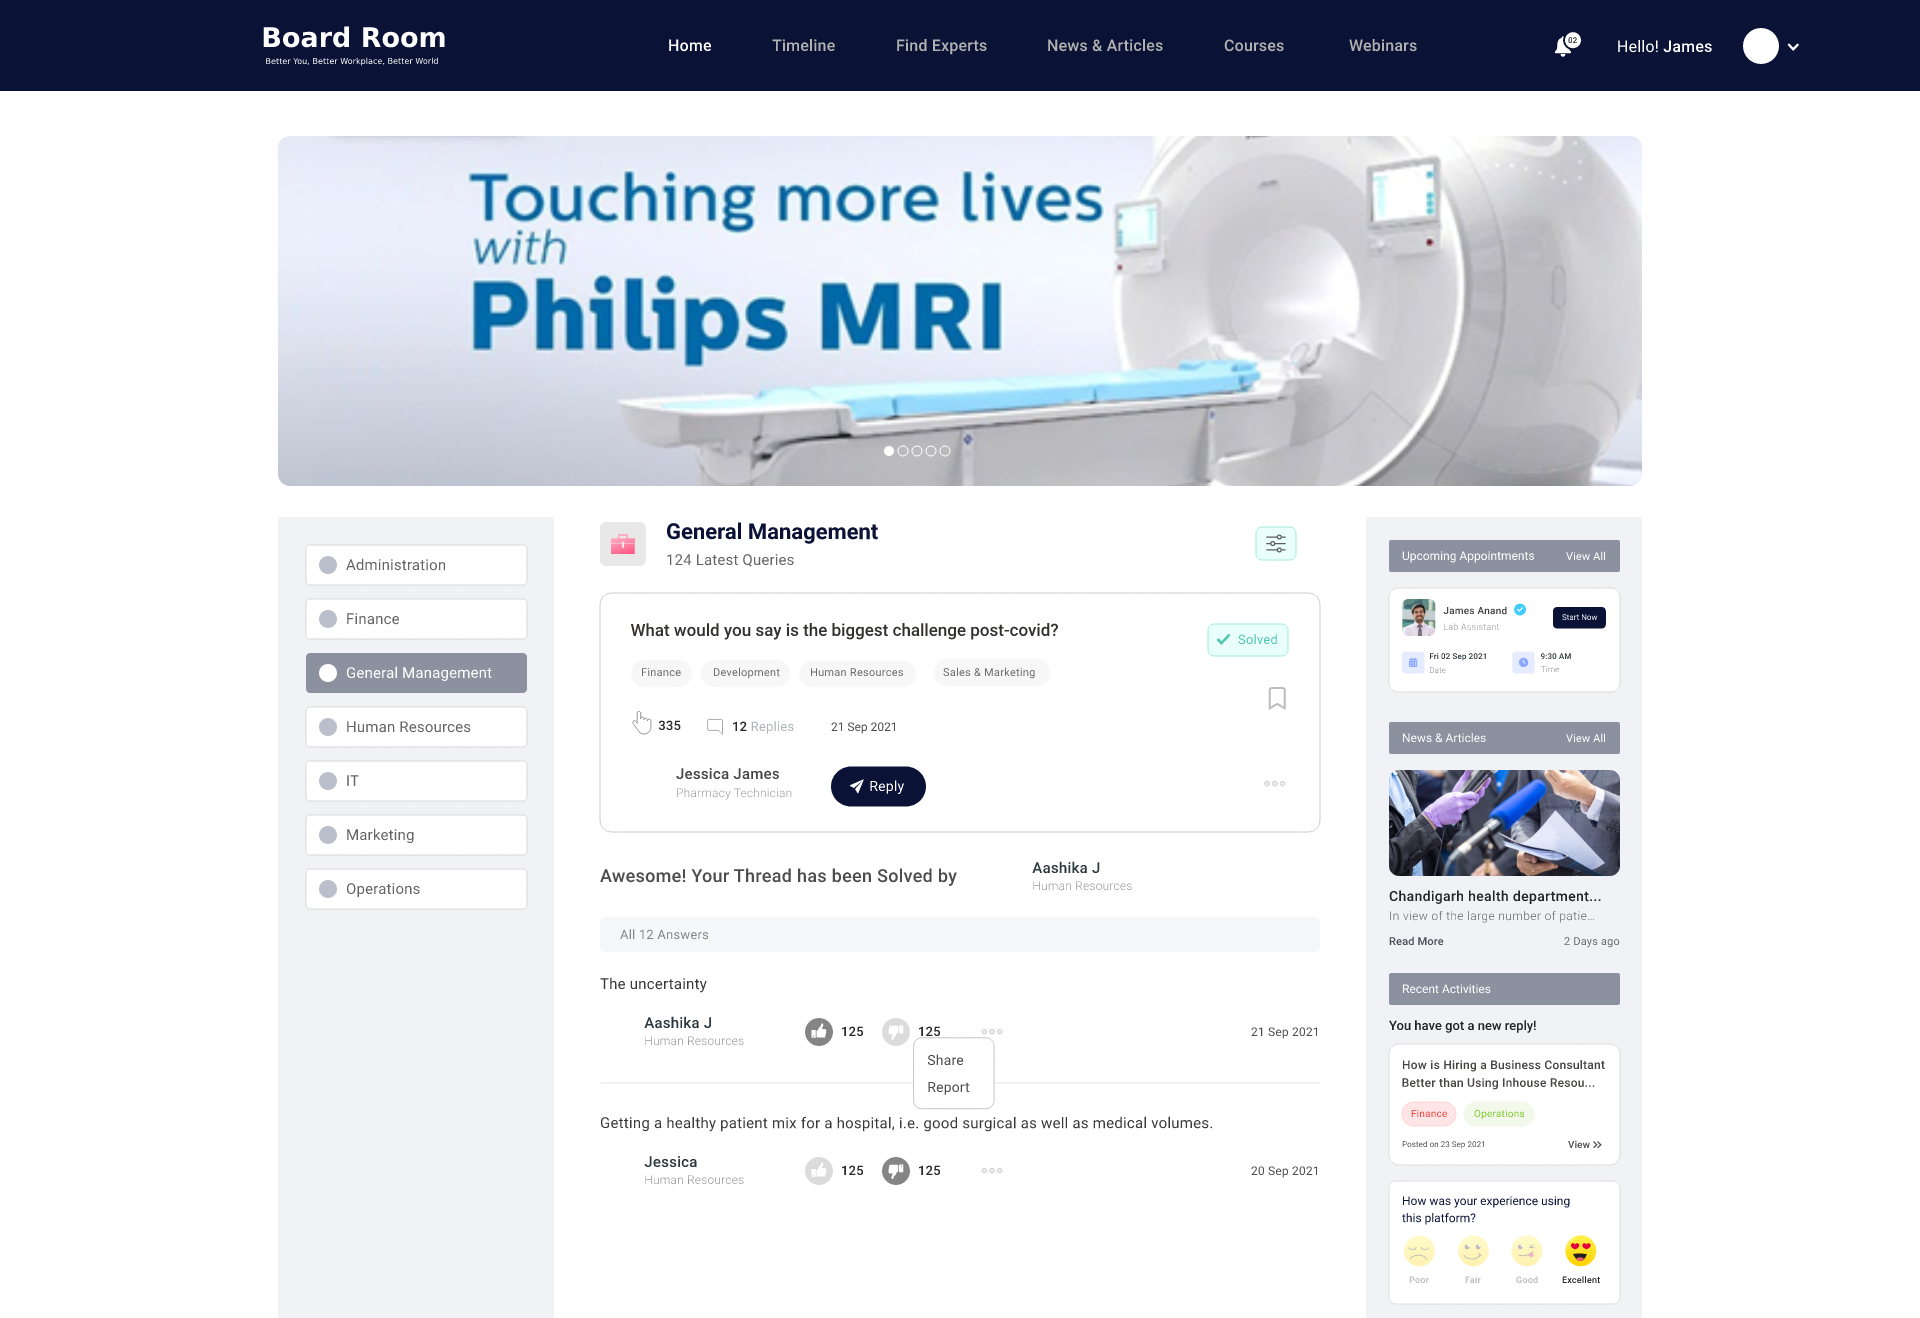 Board Room
Better You, Better Workplace, Better World
Home
Timeline
Find Experts
News & Articles
Courses
Webinars
02
Hello! James
Touching more lives
with
Philips MRI
Administration
Finance
General Management
Human Resources
IT
Marketing
Operations
General Management
124 Latest Queries
What would you say is the biggest challenge post-covid?
Solved
Finance
Development
Human Resources
Sales & Marketing
335
12 Replies
21 Sep 2021
Jessica James
Pharmacy Technician
Reply
Awesome! Your Thread has been Solved by
Aashika J
Human Resources
All 12 Answers
The uncertainty
Aashika J
Human Resources
125
125
21 Sep 2021
Share
Report
Getting a healthy patient mix for a hospital, i.e. good surgical as well as medical volumes.
Jessica
Human Resources
125
125
20 Sep 2021
Upcoming Appointments
View All
James Anand
Lab Assistant
Start Now
Fri 02 Sep 2021
Date
9:30 AM
Time
News & Articles
View All
Chandigarh health department...
In view of the large number of patie...
Read More
2 Days ago
Recent Activities
You have got a new reply!
How is Hiring a Business Consultant
Better than Using Inhouse Resou...
Finance
Operations
Posted on 23 Sep 2021
View
How was your experience using
this platform?
Poor
Fair
Good
Excellent